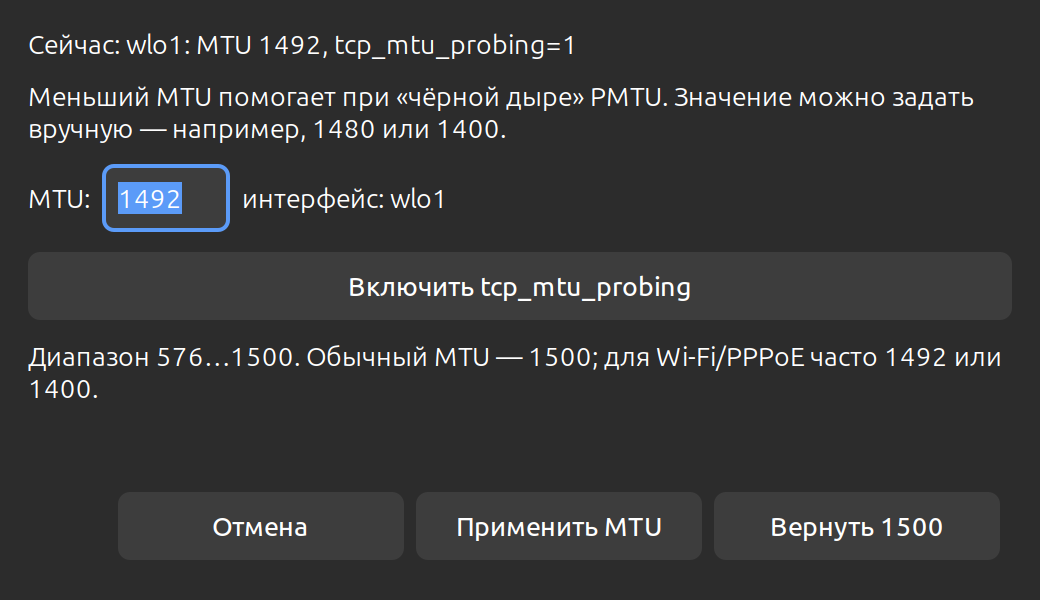 Сейчас: wlo1: MTU 1492, tcp_mtu_probing=1
Меньший MTU помогает при «чёрной дыре» PMTU. Значение можно задать
вручную — например, 1480 или 1400.
MTU: 1492 интерфейс: wlo1
Включить tcp_mtu_probing
Диапазон 576…1500. Обычный MTU — 1500; для Wi-Fi/PPPoE часто 1492 или
1400.
Отмена Применить MTU Вернуть 1500